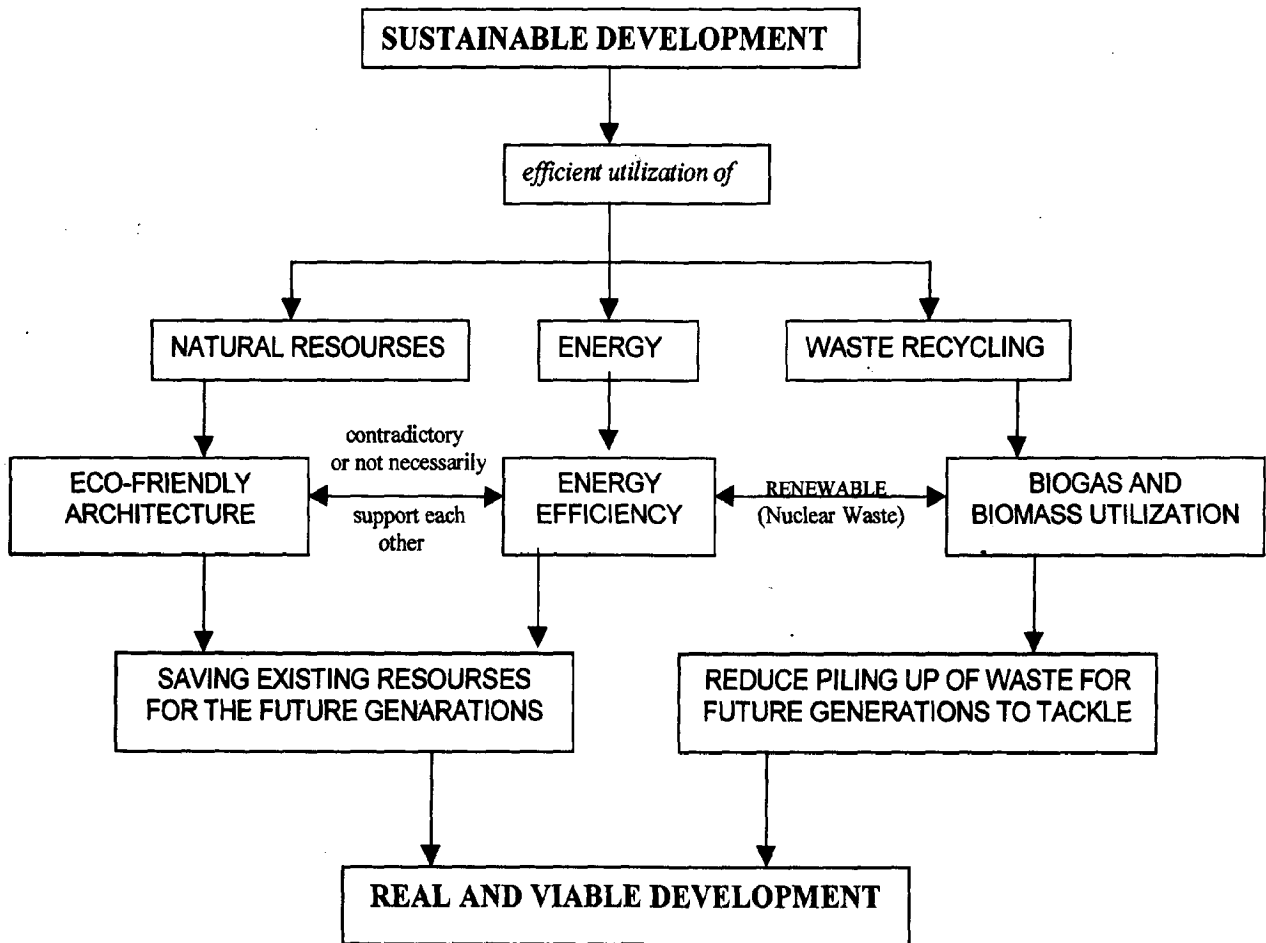 SUSTAINABLE DEVELOPMENT
efficient utilization of
NATURAL RESOURSES
ENERGY
WASTE RECYCLING
ECO-FRIENDLY
ARCHITECTURE
contradictory
or not necessarily
support each
other
ENERGY
EFFICIENCY
RENEWABLE
(Nuclear Waste)
BIOGAS AND
BIOMASS UTILIZATION
SAVING EXISTING RESOURSES
FOR THE FUTURE GENARATIONS
REDUCE PILING UP OF WASTE FOR
FUTURE GENERATIONS TO TACKLE
REAL AND VIABLE DEVELOPMENT